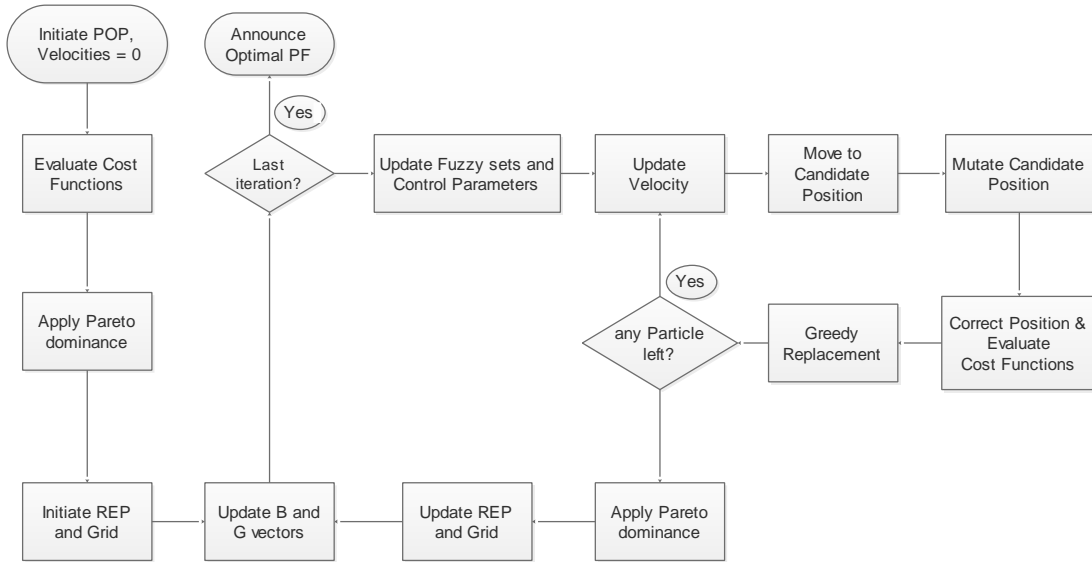 Initiate POP,
Velocities = 0
Announce
Optimal PF
Yes
Evaluate Cost
Functions
Last
iteration?
Update Fuzzy sets and
Control Parameters
Update
Velocity
Move to
Candidate
Position
Mutate Candidate
Position
Yes
Apply Pareto
dominance
any Particle
left?
Greedy
Replacement
Correct Position &
Evaluate
Cost Functions
Initiate REP
and Grid
Update B and
G vectors
Update REP
and Grid
Apply Pareto
dominance